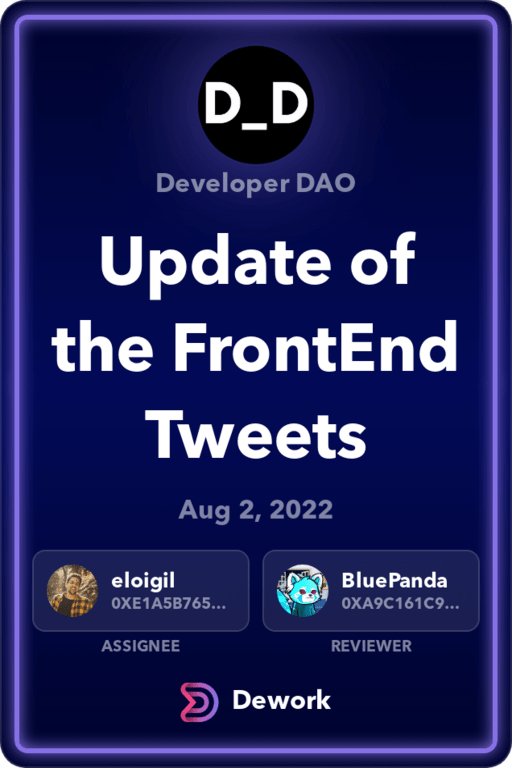 D_D
Developer DAO
Update of
the FrontEnd
Tweets
Aug 2, 2022
eloigil
0XE1A5B765...
ASSIGNEE
BluePanda
0XA9C161C9...
REVIEWER
Dework